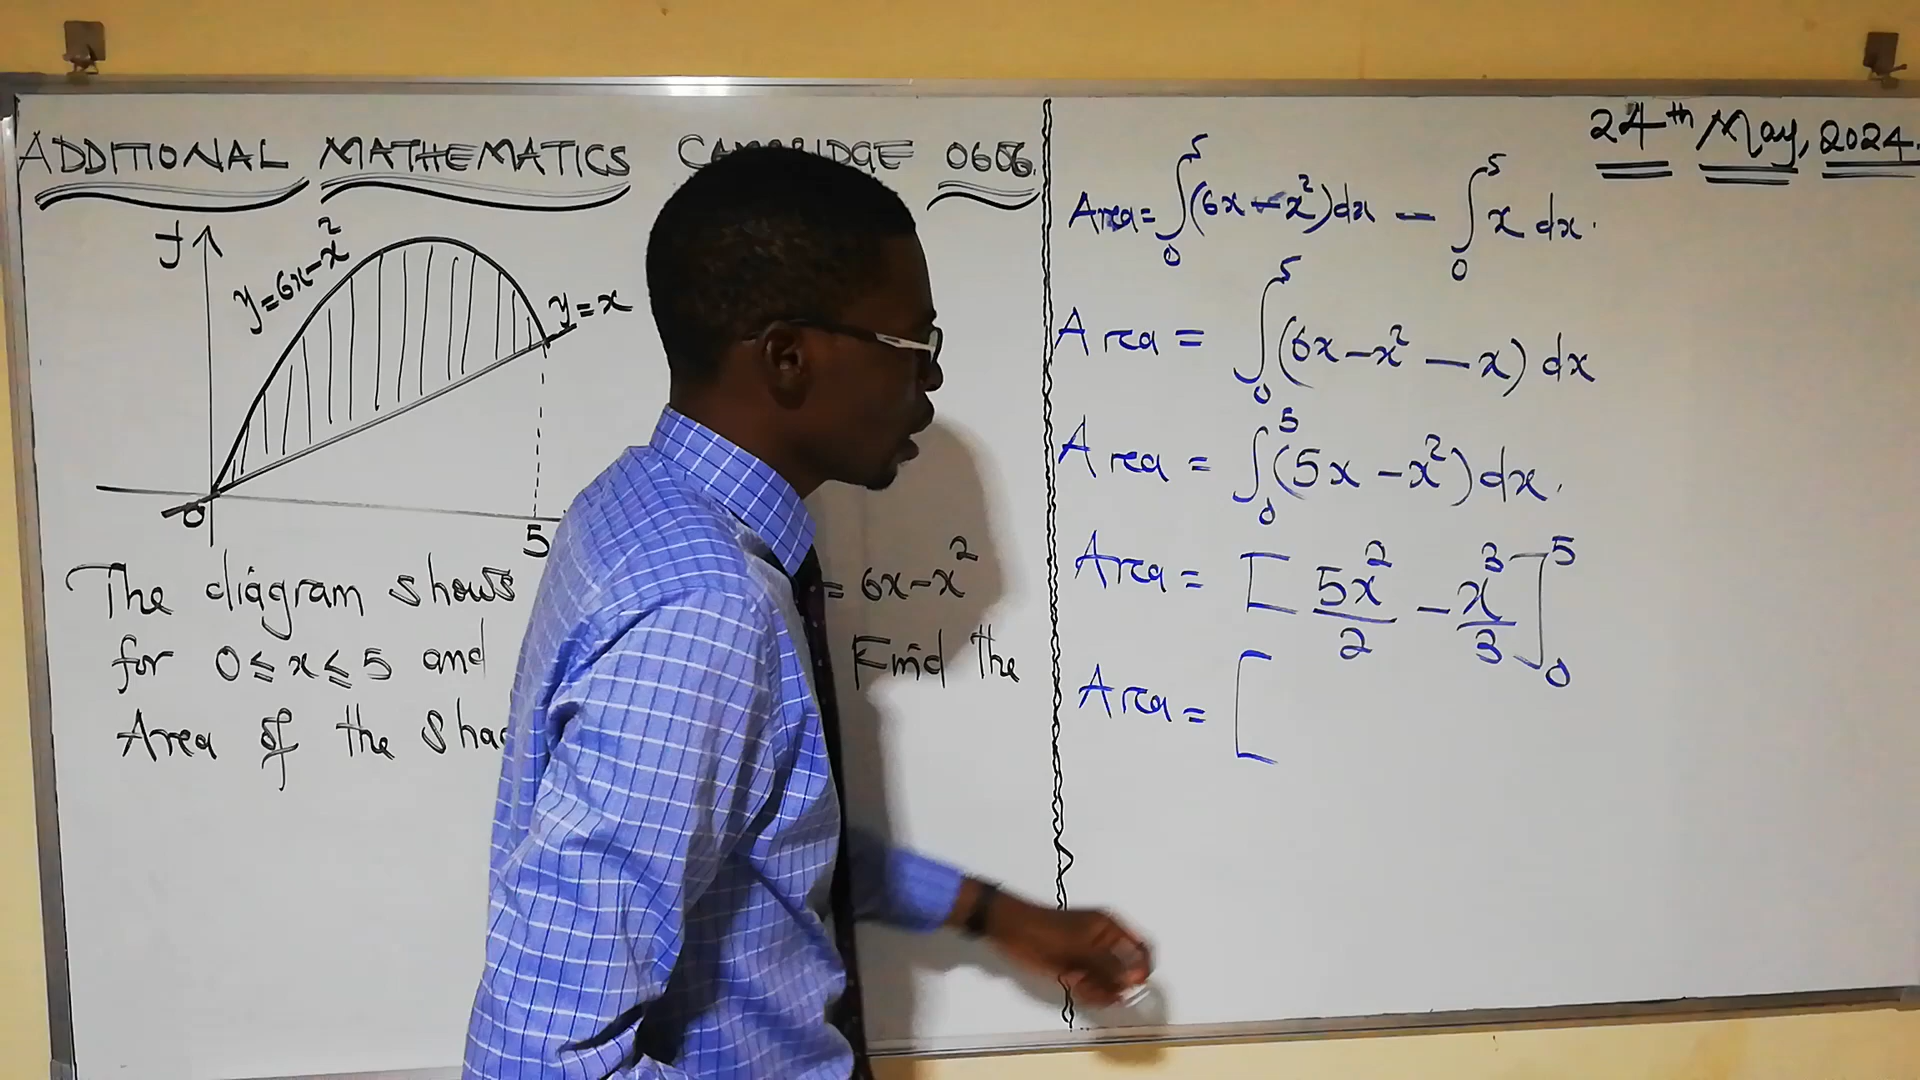 ADDITIONAL MATHEMATICS CAMBRIDGE 0606.
24th May, 2024.
y
y=6x-x²
y=x
0
5
The diagram shows = 6x-x²
for 0≤x≤5 and Find the
Area of the
Area= ∫₀⁵(6x-x²)dx - ∫₀⁵ x dx.
Area = ∫₀⁵(6x-x² - x) dx
Area = ∫₀⁵(5x-x²)dx.
Area = [5x²/2 - x³/3]₀⁵
Area = [